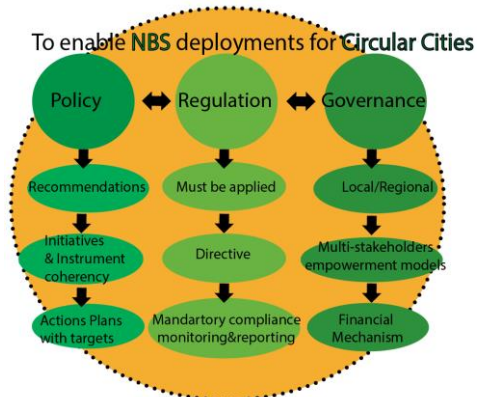 To enable NBS deployments for Circular Cities
Policy
Regulation
Governance
Recommendations
Must be applied
Local/Regional
Initiatives
& Instrument
coherency
Directive
Multi-stakeholders
empowerment models
Actions Plans
with targets
Mandartory compliance
monitoring&reporting
Financial
Mechanism